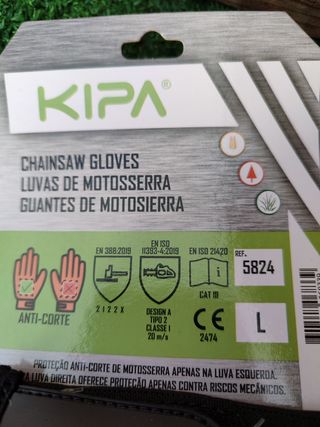 KIPA®
CHAINSAW GLOVES
LUVAS DE MOTOSSERRA
GUANTES DE MOTOSIERRA
ANTI-CORTE
EN 388:2019
2 1 2 2 X
EN ISO
11393-4:2019
DESIGN A
TIPO 2
CLASSE 1
20 m/s
EN ISO 21420
i
CAT III
CE
2474
REF.
5824
L
PROTEÇÃO ANTI-CORTE DE MOTOSSERRA APENAS NA LUVA ESQUERDA.
A LUVA DIREITA OFERECE PROTEÇÃO APENAS CONTRA RISCOS MECÂNICOS.